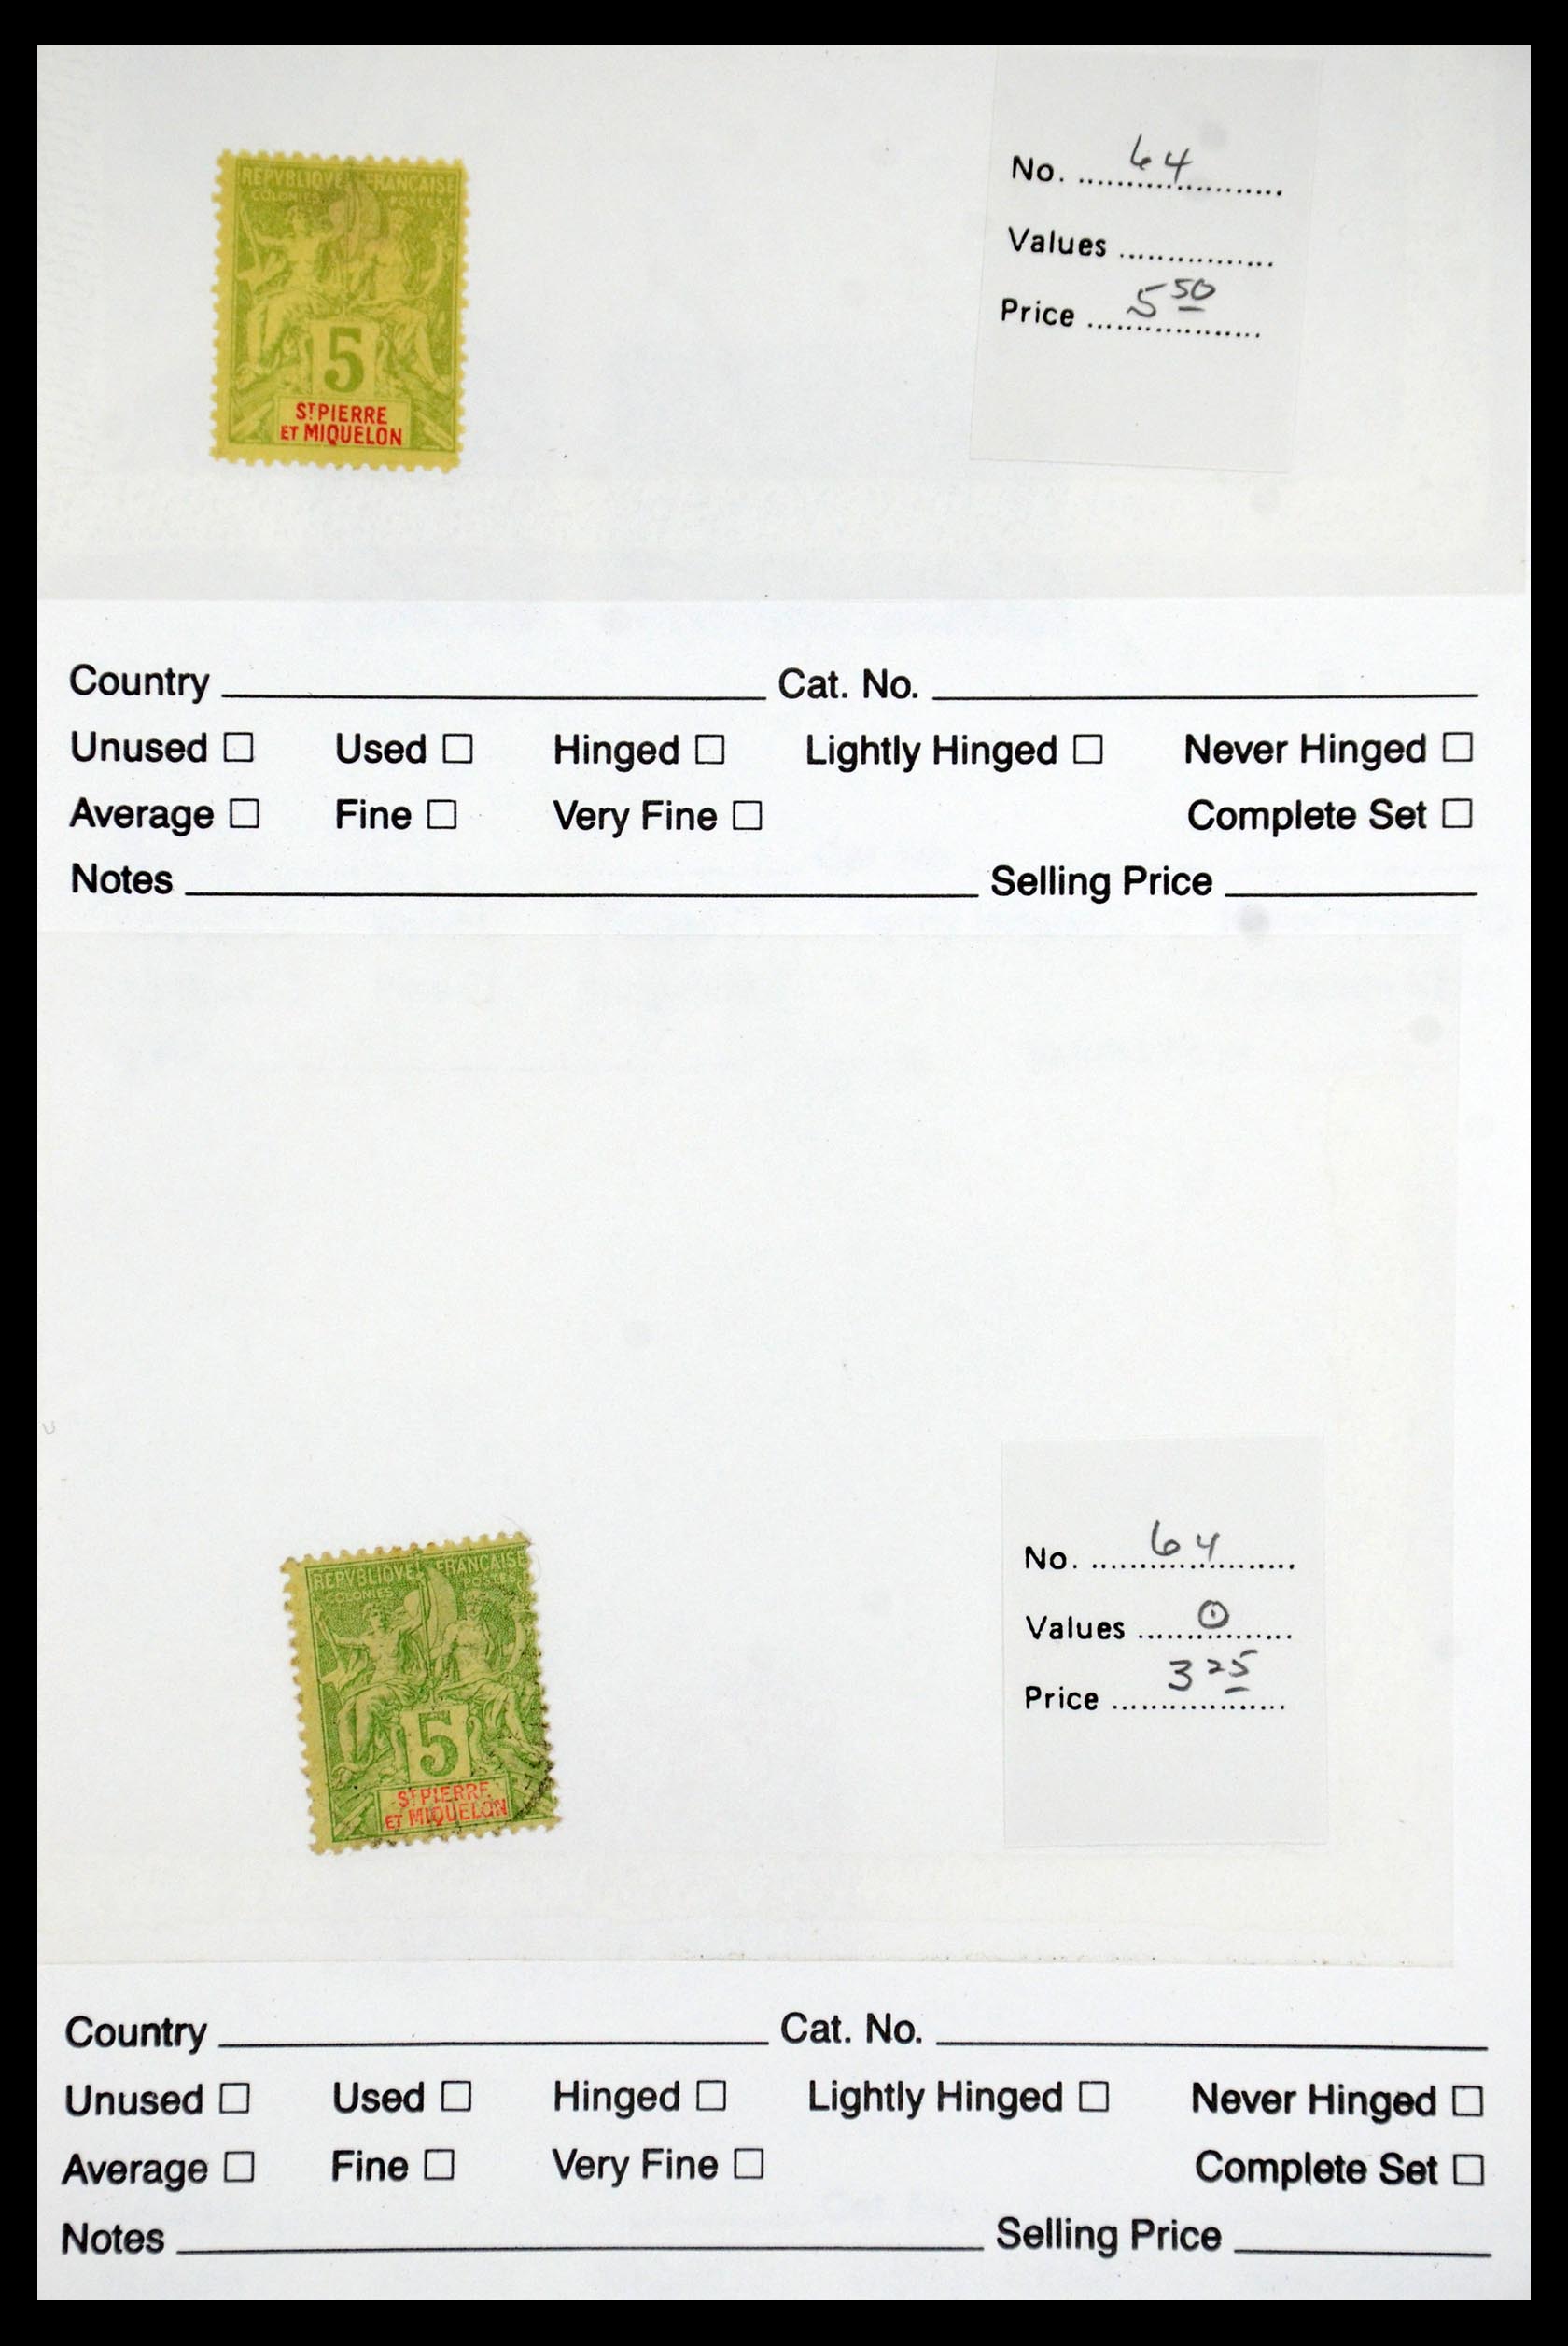 REPVBLIQVE FRANCAISE
COLONIES POSTES
5
ST PIERRE
ET MIQUELON
No. 64
Values
Price 5 50
Country Cat. No.
Unused Used Hinged Lightly Hinged Never Hinged
Average Fine Very Fine Complete Set
Notes Selling Price
REPVBLIQVE FRANCAISE
COLONIES POSTES
5
ST PIERRE
ET MIQUELON
No. 64
Values
Price 3 25
Country Cat. No.
Unused Used Hinged Lightly Hinged Never Hinged
Average Fine Very Fine Complete Set
Notes Selling Price